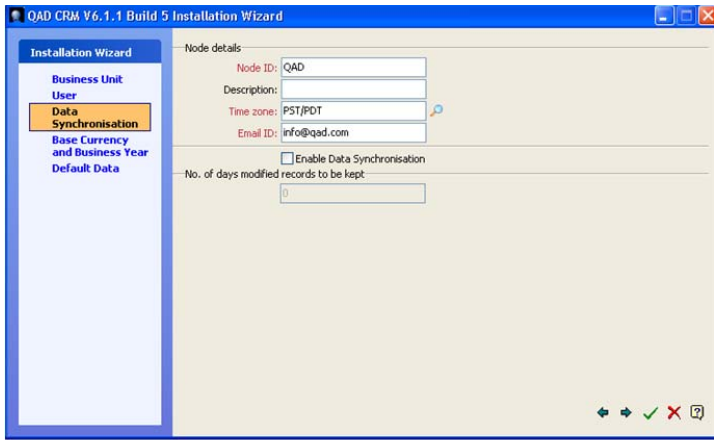 QAD CRM V6.1.1 Build 5 Installation Wizard
Installation Wizard
Business Unit
User
Data
Synchronisation
Base Currency
and Business Year
Default Data
Node details
Node ID: QAD
Description:
Time zone: PST/PDT
Email ID: info@qad.com
Enable Data Synchronisation
No. of days modified records to be kept
0